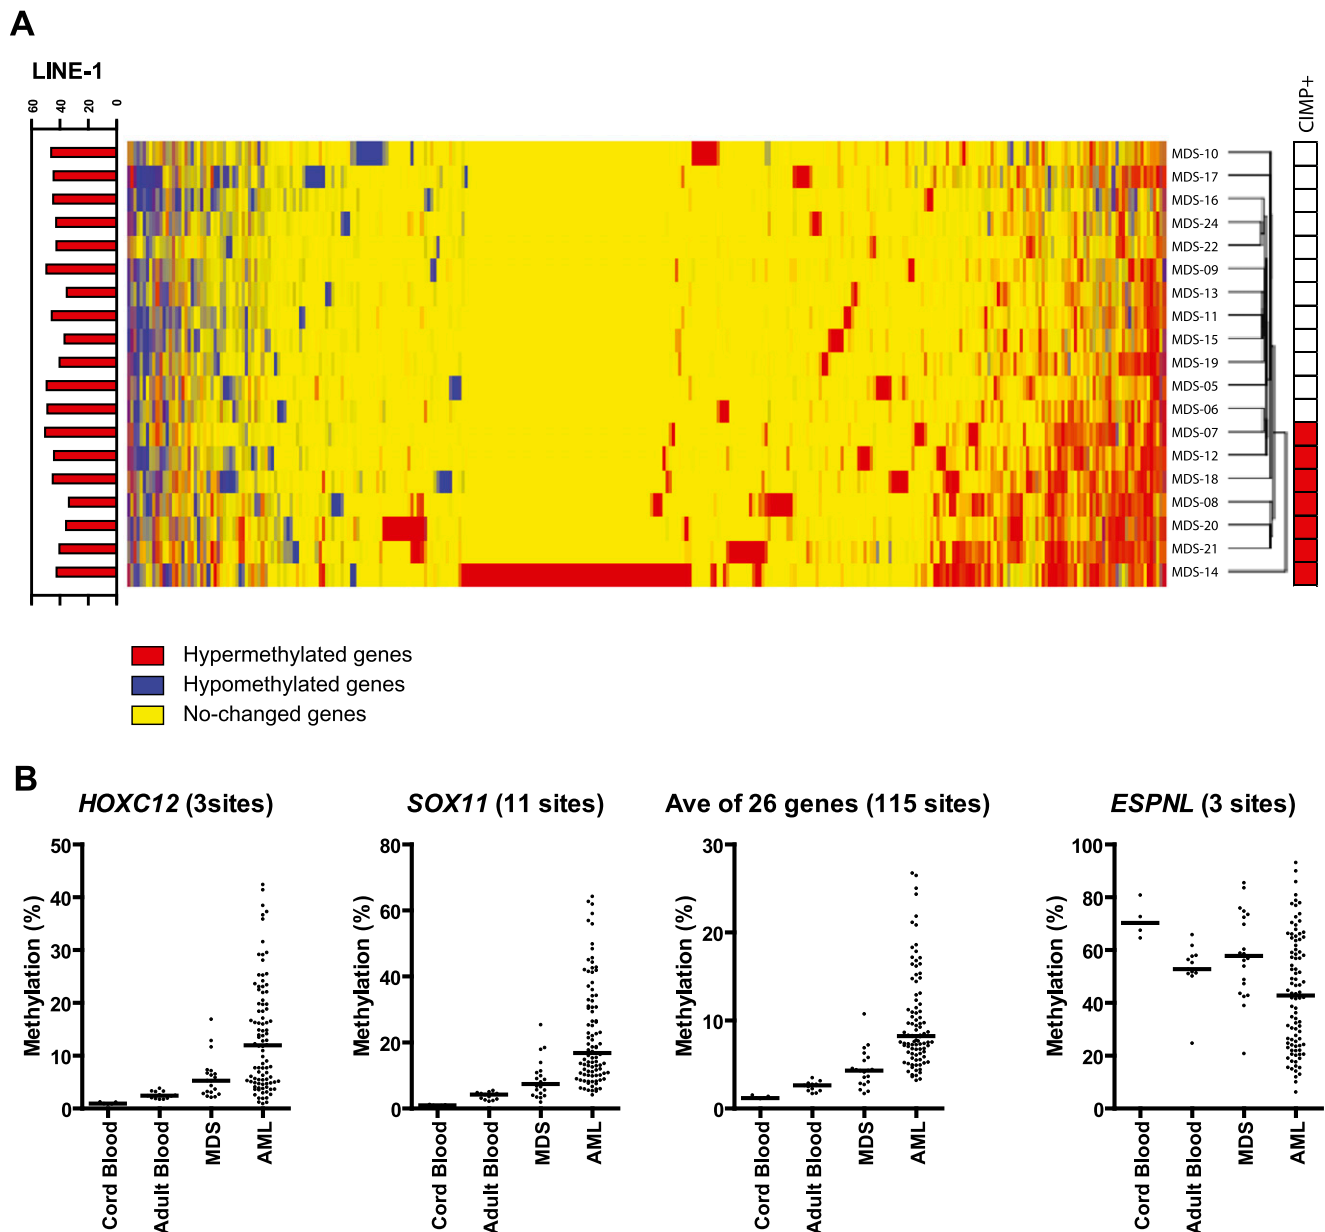 A
LINE-1
60 40 20 0
CIMP+
MDS-10
MDS-17
MDS-16
MDS-24
MDS-22
MDS-09
MDS-13
MDS-11
MDS-15
MDS-19
MDS-05
MDS-06
MDS-07
MDS-12
MDS-18
MDS-08
MDS-20
MDS-21
MDS-14
Hypermethylated genes
Hypomethylated genes
No-changed genes
B
HOXC12 (3sites)
Methylation (%)
50
40
30
20
10
0
Cord Blood
Adult Blood
MDS
AML
SOX11 (11 sites)
Methylation (%)
80
60
40
20
0
Cord Blood
Adult Blood
MDS
AML
Ave of 26 genes (115 sites)
Methylation (%)
30
20
10
0
Cord Blood
Adult Blood
MDS
AML
ESPNL (3 sites)
Methylation (%)
100
80
60
40
20
0
Cord Blood
Adult Blood
MDS
AML